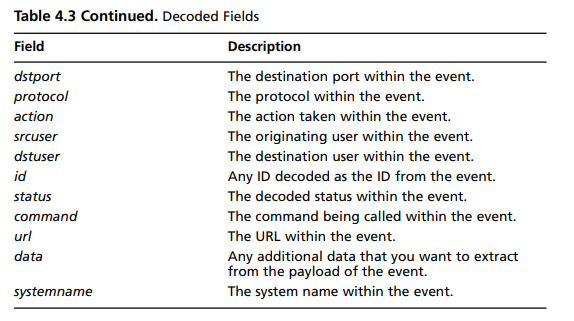 Table 4.3 Continued. Decoded Fields
Field Description
dstport The destination port within the event.
protocol The protocol within the event.
action The action taken within the event.
srcuser The originating user within the event.
dstuser The destination user within the event.
id Any ID decoded as the ID from the event.
status The decoded status within the event.
command The command being called within the event.
url The URL within the event.
data Any additional data that you want to extract
from the payload of the event.
systemname The system name within the event.